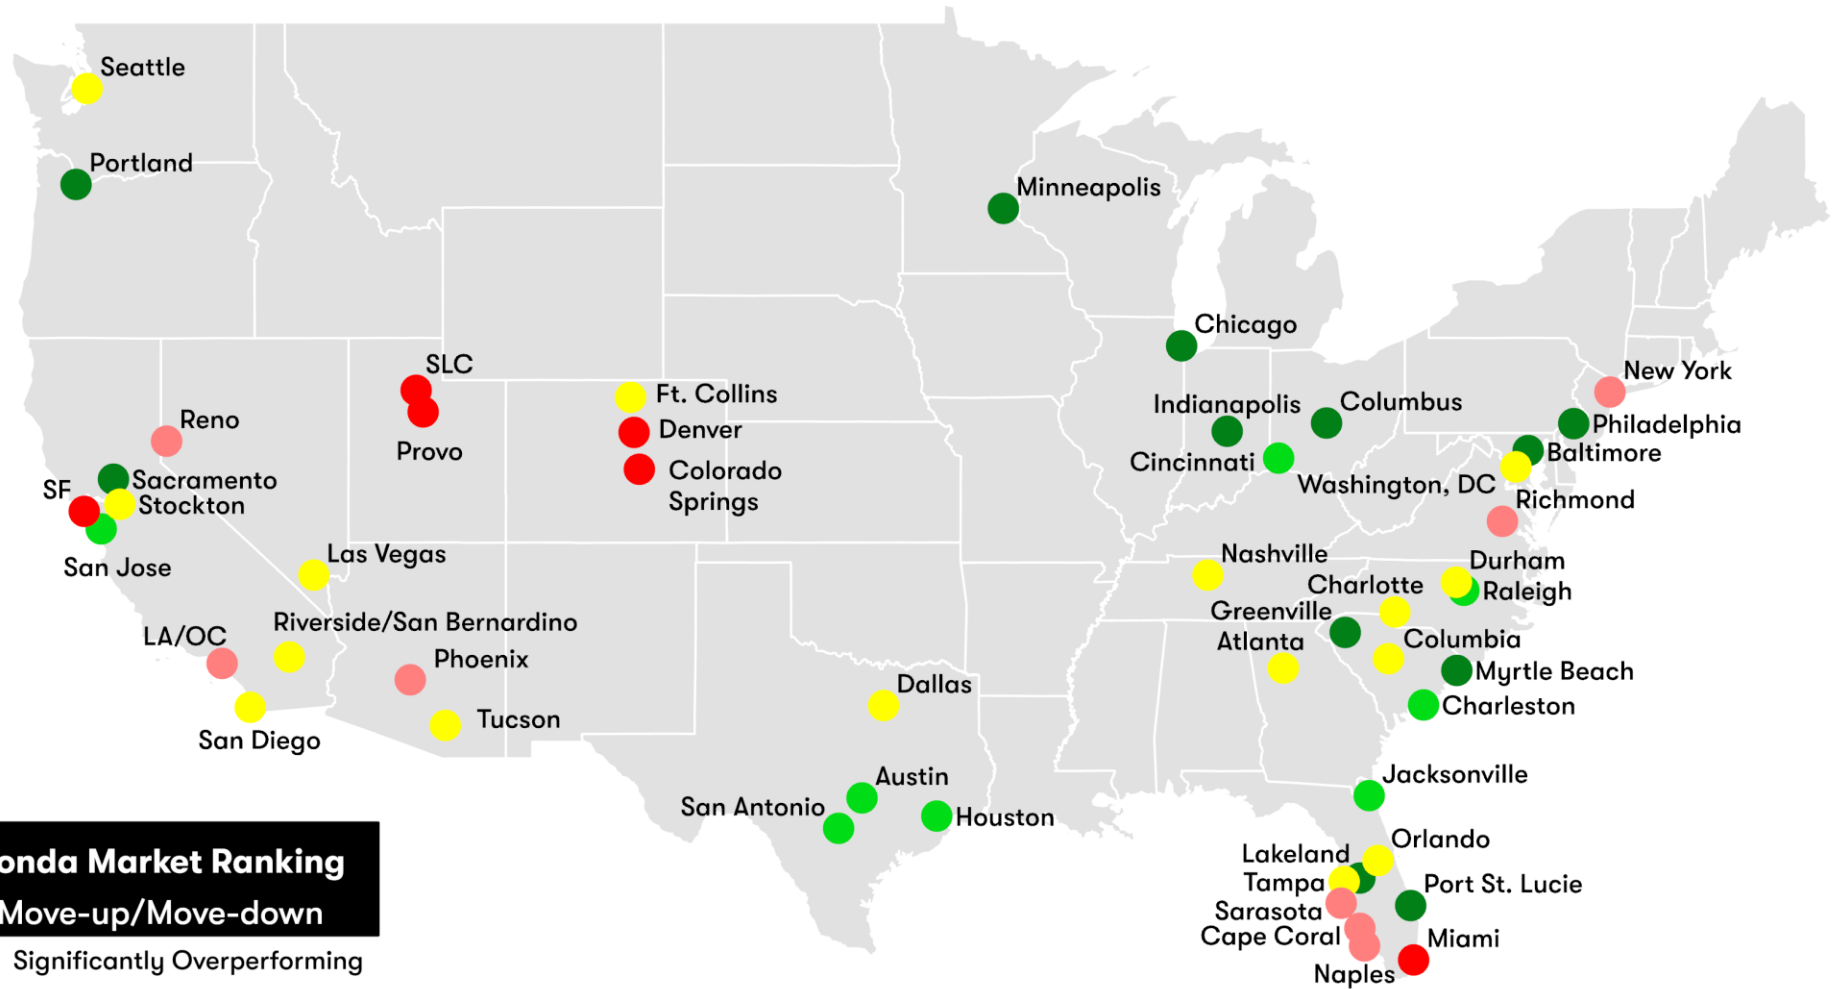 Seattle
Portland
Minneapolis
Chicago
SLC
New York
Ft. Collins
Indianapolis
Columbus
Reno
Denver
Philadelphia
Provo
Baltimore
Cincinnati
Colorado
Springs
Sacramento
SF
Washington, DC
Stockton
Richmond
San Jose
Las Vegas
Nashville
Durham
Charlotte
Raleigh
Greenville
Riverside/San Bernardino
LA/OC
Atlanta
Columbia
Phoenix
Myrtle Beach
Dallas
Charleston
Tucson
San Diego
Austin
Jacksonville
San Antonio
Houston
Orlando
Lakeland
Tampa
Port St. Lucie
Sarasota
Cape Coral
Miami
Naples
onda Market Ranking
Move-up/Move-down
Significantly Overperforming